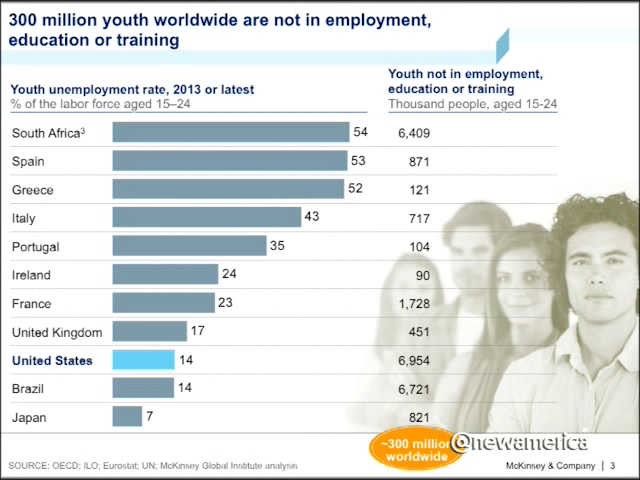 300 million youth worldwide are not in employment,
education or training
Youth unemployment rate, 2013 or latest
% of the labor force aged 15–24
Youth not in employment,
education or training
Thousand people, aged 15-24
South Africa³ 54 6,409
Spain 53 871
Greece 52 121
Italy 43 717
Portugal 35 104
Ireland 24 90
France 23 1,728
United Kingdom 17 451
United States 14 6,954
Brazil 14 6,721
Japan 7 821
~300 million
worldwide
@newamerica
SOURCE: OECD; ILO; Eurostat; UN; McKinsey Global Institute analysis
McKinsey & Company | 3